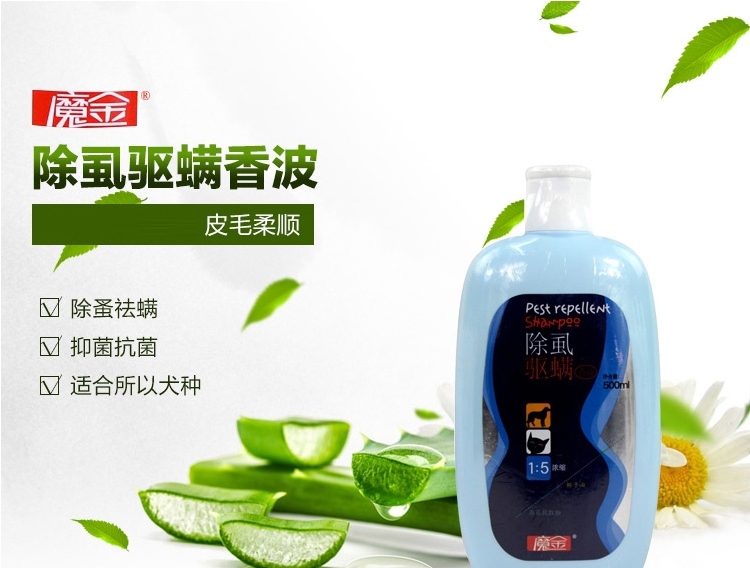 魔金®
除虱驱螨香波
皮毛柔顺
除蚤祛螨
抑菌抗菌
适合所以犬种
Pest repellent
Shampoo
除虱
驱螨
500ml
1:5 浓缩
魔金